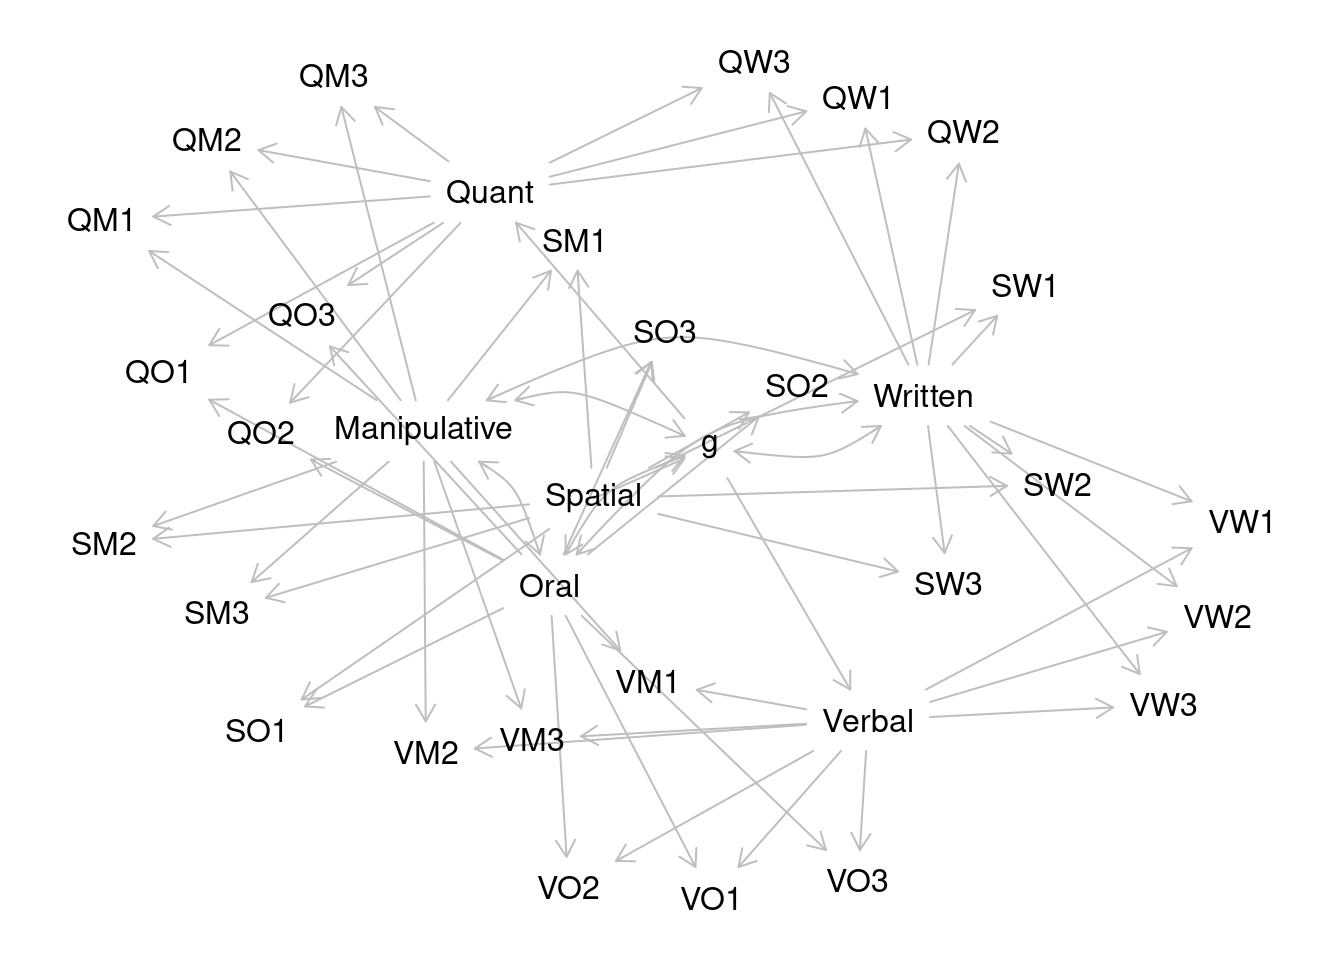 QW3
QM3
QW1
QW2
QM2
Quant
QM1
SM1
SW1
QO3
SO3
QO1
SO2
Written
QO2
Manipulative
g
SW2
Spatial
VW1
SM2
Oral
SW3
SM3
VW2
VM1
VW3
Verbal
SO1
VM3
VM2
VO3
VO2
VO1